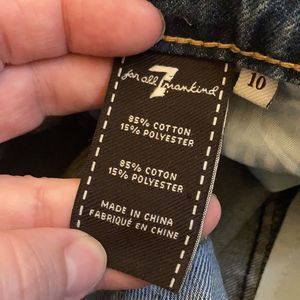 for all 7 mankind
10
85% COTTON
15% POLYESTER
85% COTON
15% POLYESTER
MADE IN CHINA
FABRIQUÉ EN CHINE